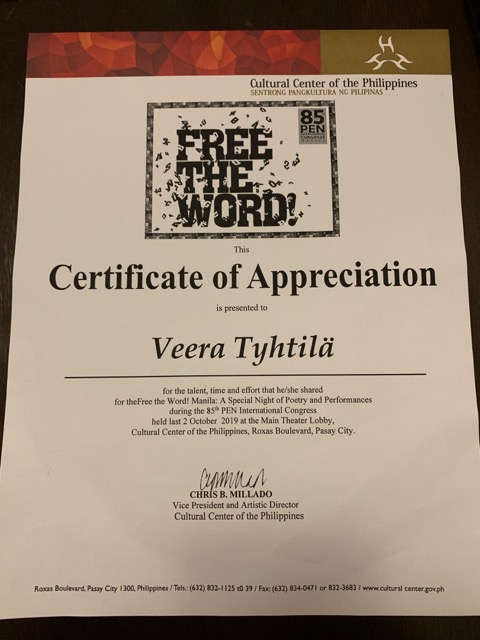 Cultural Center of the Philippines
SENTRONG PANGKULTURA NG PILIPINAS
85
PEN
FREE
THE
WORD!
This
Certificate of Appreciation
is presented to
Veera Tyhtilä
for the talent, time and effort that he/she shared
for theFree the Word! Manila: A Special Night of Poetry and Performances
during the 85th PEN International Congress
held last 2 October 2019 at the Main Theater Lobby,
Cultural Center of the Philippines, Roxas Boulevard, Pasay City.
CHRIS B. MILLADO
Vice President and Artistic Director
Cultural Center of the Philippines
Roxas Boulevard, Pasay City 1300, Philippines / Tels.: (632) 832-1125 t0 39 / Fax: (632) 834-0471 or 832-3683 / www.cultural center.gov.ph